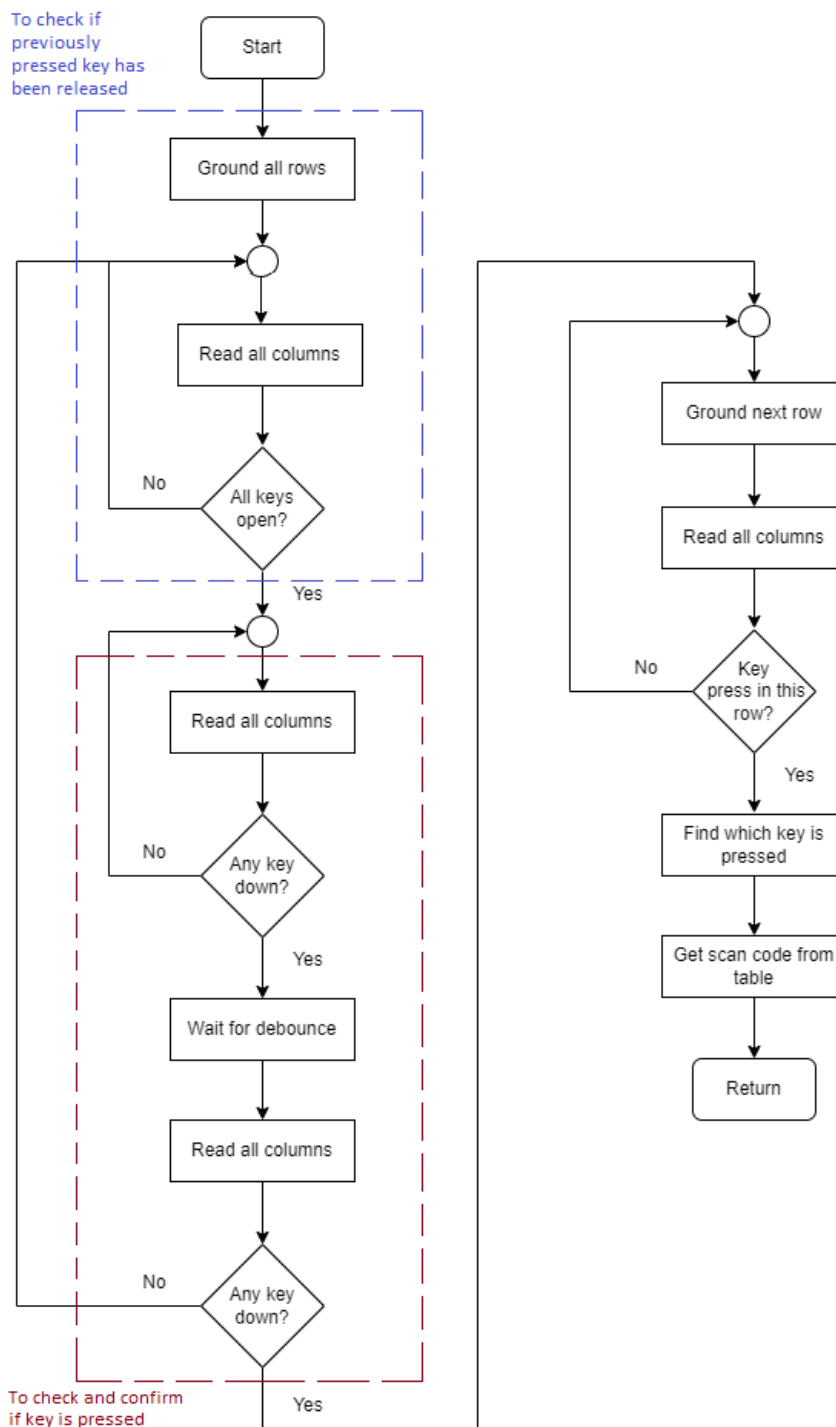 To check if
previously
pressed key has
been released
Start
Ground all rows
Read all columns
No
All keys
open?
Yes
Read all columns
No
Any key
down?
Yes
Wait for debounce
Read all columns
No
Any key
down?
Yes
To check and confirm
if key is pressed
Ground next row
Read all columns
No
Key
press in this
row?
Yes
Find which key is
pressed
Get scan code from
table
Return